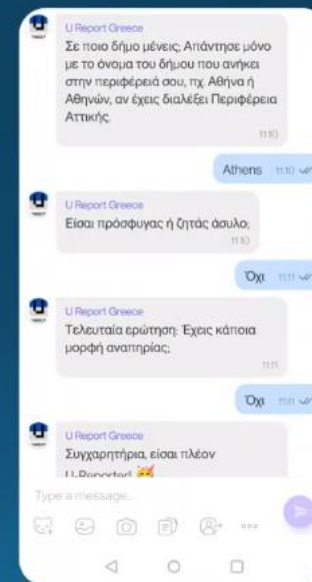 U Report Greece
Σε ποιο δήμο μένεις; Απάντησε μόνο
με το όνομα του δήμου που ανήκει
στην περιφέρειά σου, πχ. Αθήνα ή
Αθηνών, αν έχεις διαλέξει Περιφέρεια
Αττικής.
11:10
Athens 11:10
U Report Greece
Είσαι πρόσφυγας ή ζητάς άσυλο;
11:10
Όχι 11:11
U Report Greece
Τελευταία ερώτηση: Έχεις κάποια
μορφή αναπηρίας;
11:11
Όχι 11:11
U Report Greece
Συγχαρητήρια, είσαι πλέον
U-Reporter! 🥳
Type a message...